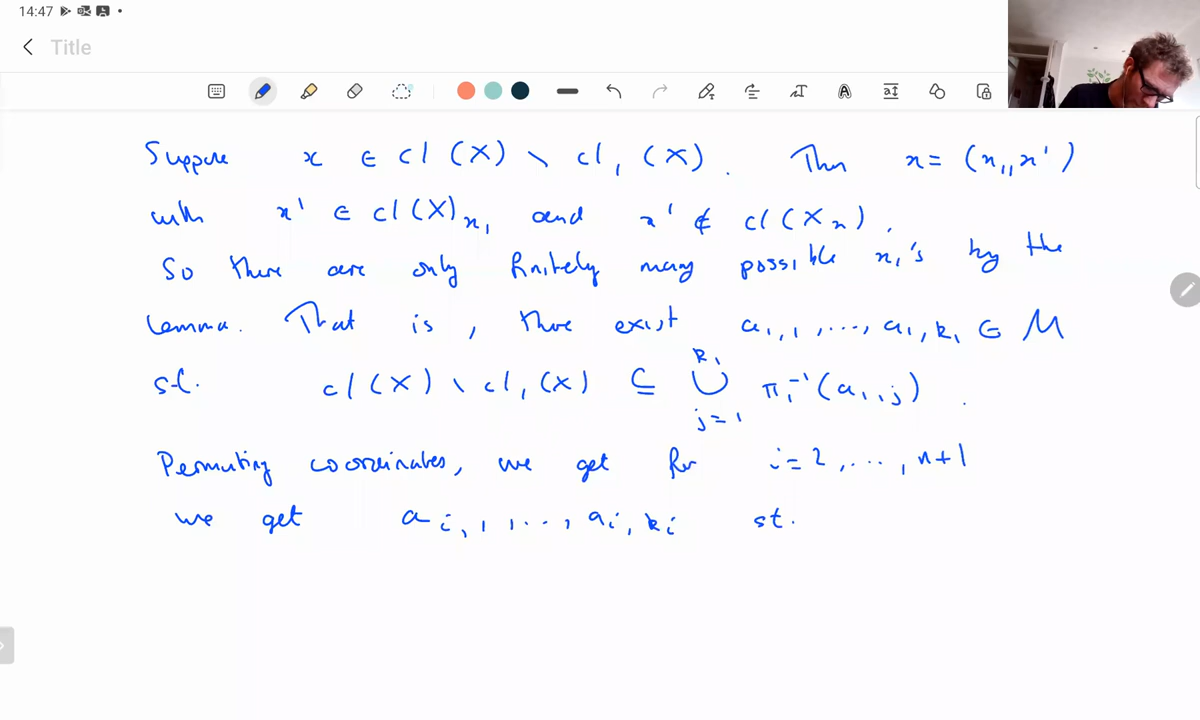 14:47
Title
Suppose x ∈ cl(X) \ cl₁(X). Then x = (x₁, x')
with x' ∈ cl(X)ₓ₁ and x' ∉ cl(Xₓ₁).
So there are only finitely many possible x₁'s by the
lemma. That is, there exist a₁,₁, ..., a₁,ₖ₁ ∈ M
st. cl(X) \ cl₁(X) ⊆ ⋃_{j=1}^{k₁} π₁⁻¹(a₁,j).
Permuting coordinates, we get for i=2, ..., n+1
we get aᵢ,₁, ..., aᵢ,ₖᵢ st.